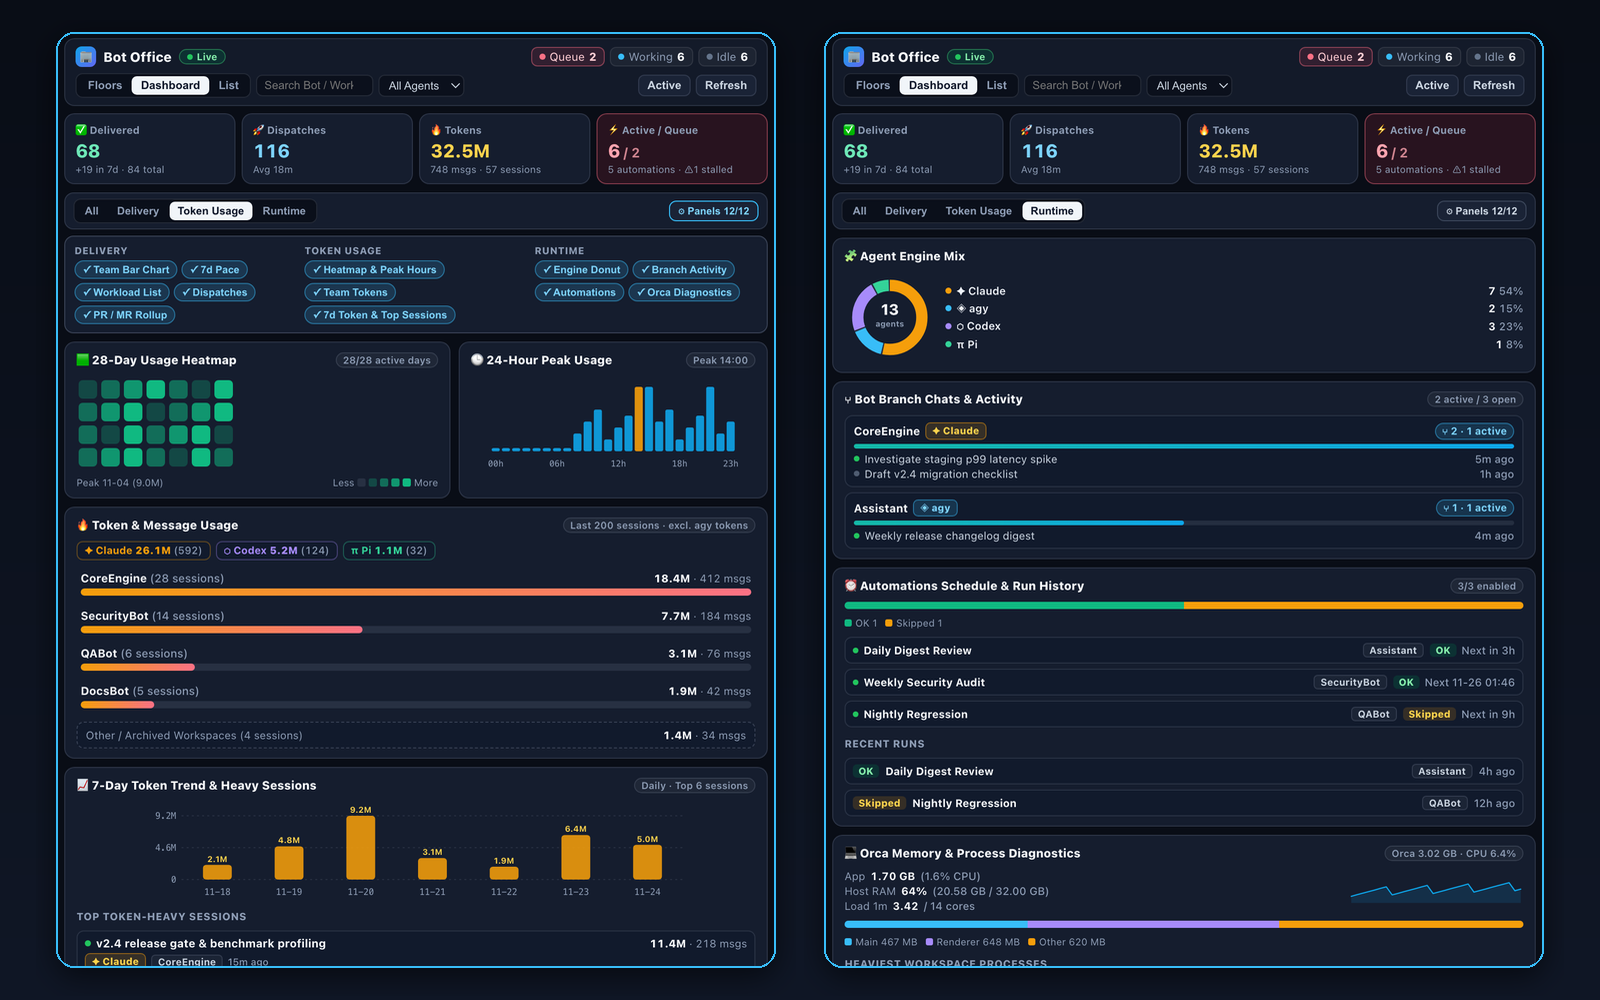 Bot Office Live Queue 2 Working 6 Idle 6
Floors Dashboard List Search Bot / Work All Agents Active Refresh
✅ Delivered
68
+19 in 7d · 84 total
🚀 Dispatches
116
Avg 18m
🔥 Tokens
32.5M
748 msgs · 57 sessions
⚡ Active / Queue
6 / 2
5 automations · ⚠1 stalled
All Delivery Token Usage Runtime ⚙ Panels 12/12
DELIVERY
✓ Team Bar Chart ✓ 7d Pace
✓ Workload List ✓ Dispatches
✓ PR / MR Rollup
TOKEN USAGE
✓ Heatmap & Peak Hours
✓ Team Tokens
✓ 7d Token & Top Sessions
RUNTIME
✓ Engine Donut ✓ Branch Activity
✓ Automations ✓ Orca Diagnostics
🟩 28-Day Usage Heatmap 28/28 active days
Peak 11-04 (9.0M) Less More
🕒 24-Hour Peak Usage Peak 14:00
00h 06h 12h 18h 23h
🔥 Token & Message Usage Last 200 sessions · excl. agy tokens
✦ Claude 26.1M (592) ⬡ Codex 5.2M (124) π Pi 1.1M (32)
CoreEngine (28 sessions) 18.4M · 412 msgs
SecurityBot (14 sessions) 7.7M · 184 msgs
QABot (6 sessions) 3.1M · 76 msgs
DocsBot (5 sessions) 1.9M · 42 msgs
Other / Archived Workspaces (4 sessions) 1.4M · 34 msgs
📈 7-Day Token Trend & Heavy Sessions Daily · Top 6 sessions
9.2M
4.6M
0
2.1M 4.8M 9.2M 3.1M 1.9M 6.4M 5.0M
11-18 11-19 11-20 11-21 11-22 11-23 11-24
TOP TOKEN-HEAVY SESSIONS
v2.4 release gate & benchmark profiling 11.4M · 218 msgs
✦ Claude CoreEngine 15m ago
Bot Office Live Queue 2 Working 6 Idle 6
Floors Dashboard List Search Bot / Work All Agents Active Refresh
✅ Delivered
68
+19 in 7d · 84 total
🚀 Dispatches
116
Avg 18m
🔥 Tokens
32.5M
748 msgs · 57 sessions
⚡ Active / Queue
6 / 2
5 automations · ⚠1 stalled
All Delivery Token Usage Runtime ⚙ Panels 12/12
🧩 Agent Engine Mix
13
agents
✦ Claude 7 54%
◈ agy 2 15%
⬡ Codex 3 23%
π Pi 1 8%
⑂ Bot Branch Chats & Activity 2 active / 3 open
CoreEngine ✦ Claude ⑂ 2 · 1 active
Investigate staging p99 latency spike 5m ago
Draft v2.4 migration checklist 1h ago
Assistant ◈ agy ⑂ 1 · 1 active
Weekly release changelog digest 4m ago
⏰ Automations Schedule & Run History 3/3 enabled
OK 1 Skipped 1
Daily Digest Review Assistant OK Next in 3h
Weekly Security Audit SecurityBot OK Next 11-26 01:46
Nightly Regression QABot Skipped Next in 9h
RECENT RUNS
OK Daily Digest Review Assistant 4h ago
Skipped Nightly Regression QABot 12h ago
💻 Orca Memory & Process Diagnostics Orca 3.02 GB · CPU 6.4%
App 1.70 GB (1.6% CPU)
Host RAM 64% (20.58 GB / 32.00 GB)
Load 1m 3.42 / 14 cores
Main 467 MB Renderer 648 MB Other 620 MB
HEAVIEST WORKSPACE PROCESSES